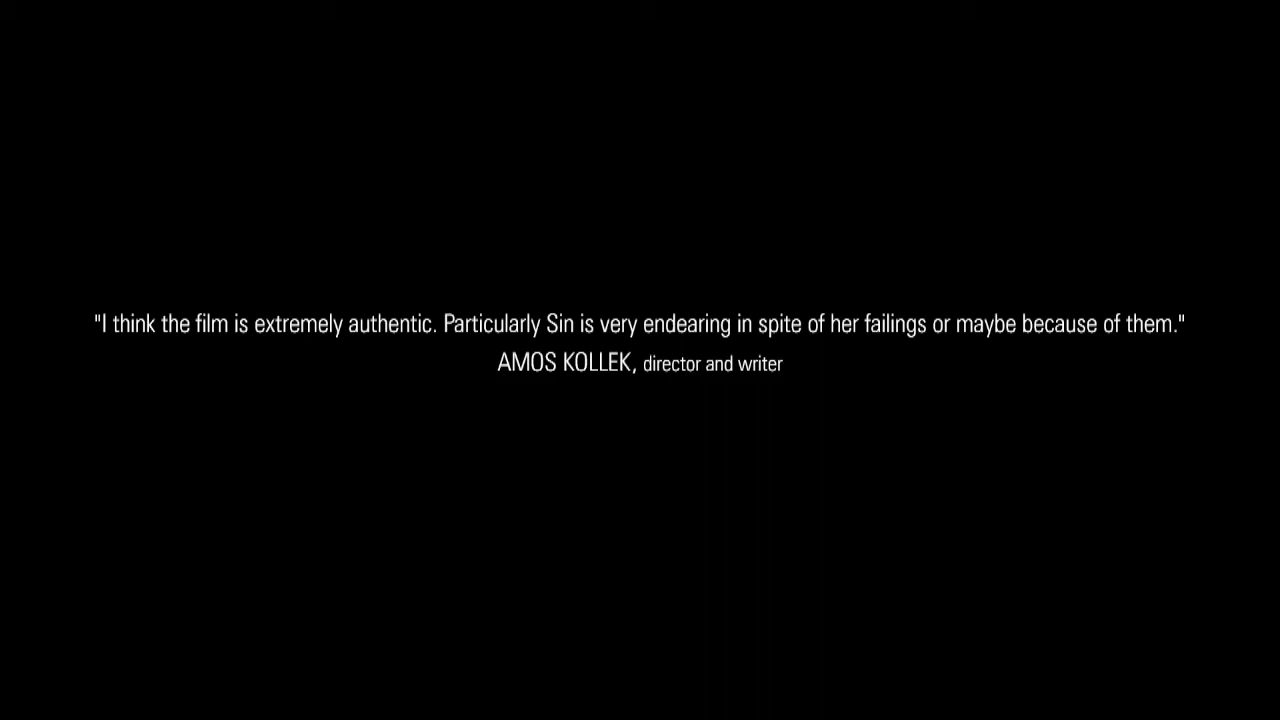 "I think the film is extremely authentic. Particularly Sin is very endearing in spite of her failings or maybe because of them."
AMOS KOLLEK, director and writer